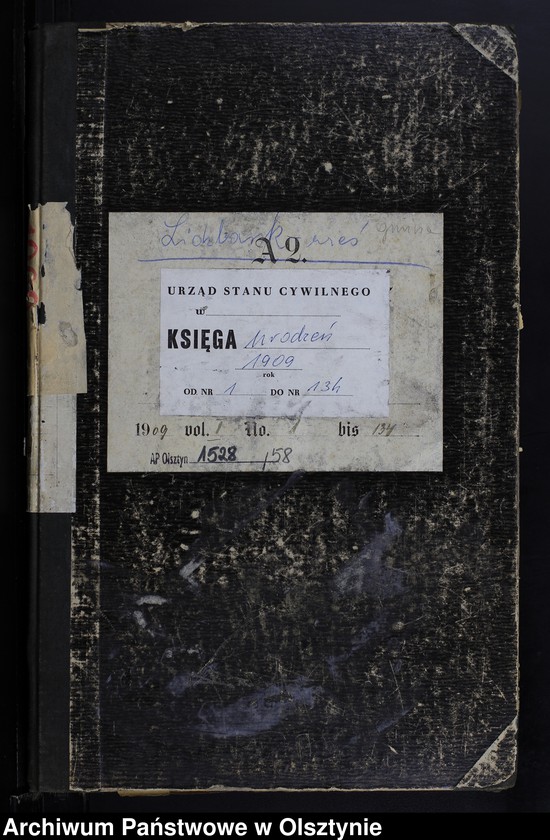 Lidzbark wieś gmina
A 2.
URZĄD STANU CYWILNEGO
w
KSIĘGA Urodzeń
1909
rok
OD NR 1 DO NR 134
1909 vol. I No. 1 bis 134
AP Olsztyn 1528 /58
Archiwum Państwowe w Olsztynie